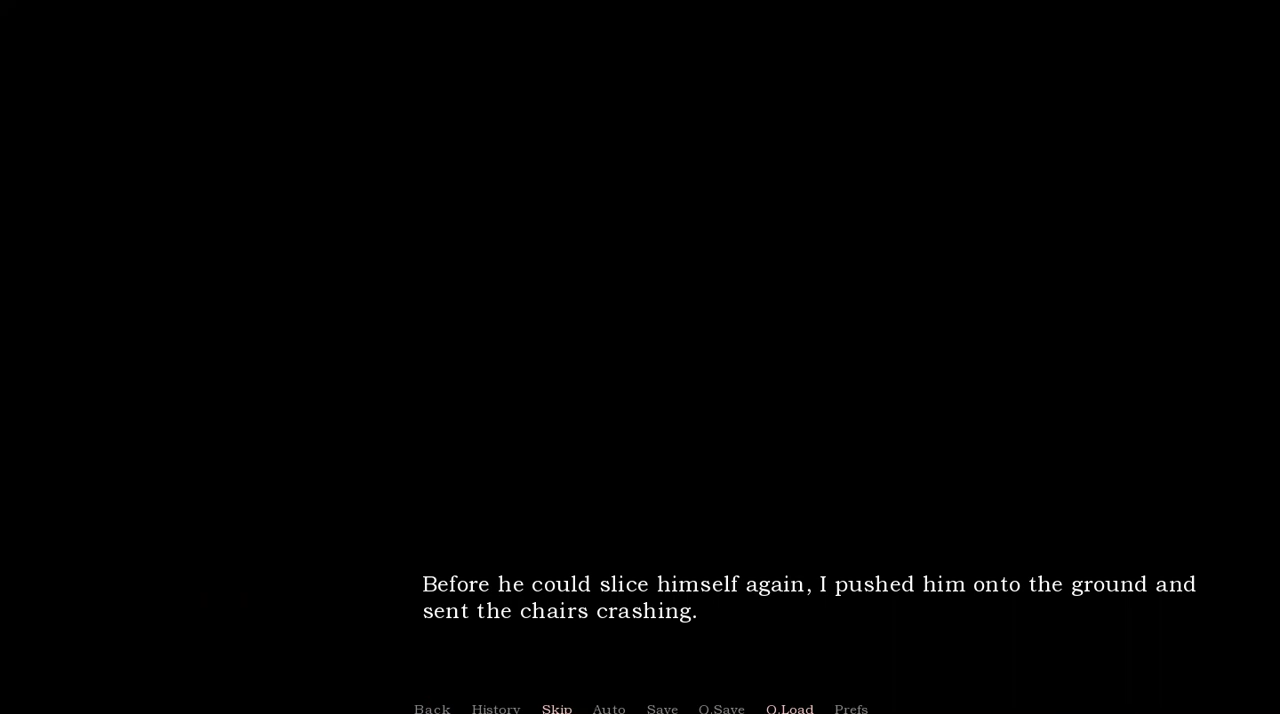 Before he could slice himself again, I pushed him onto the ground and
sent the chairs crashing.
Back History Skip Auto Save Q.Save Q.Load Prefs